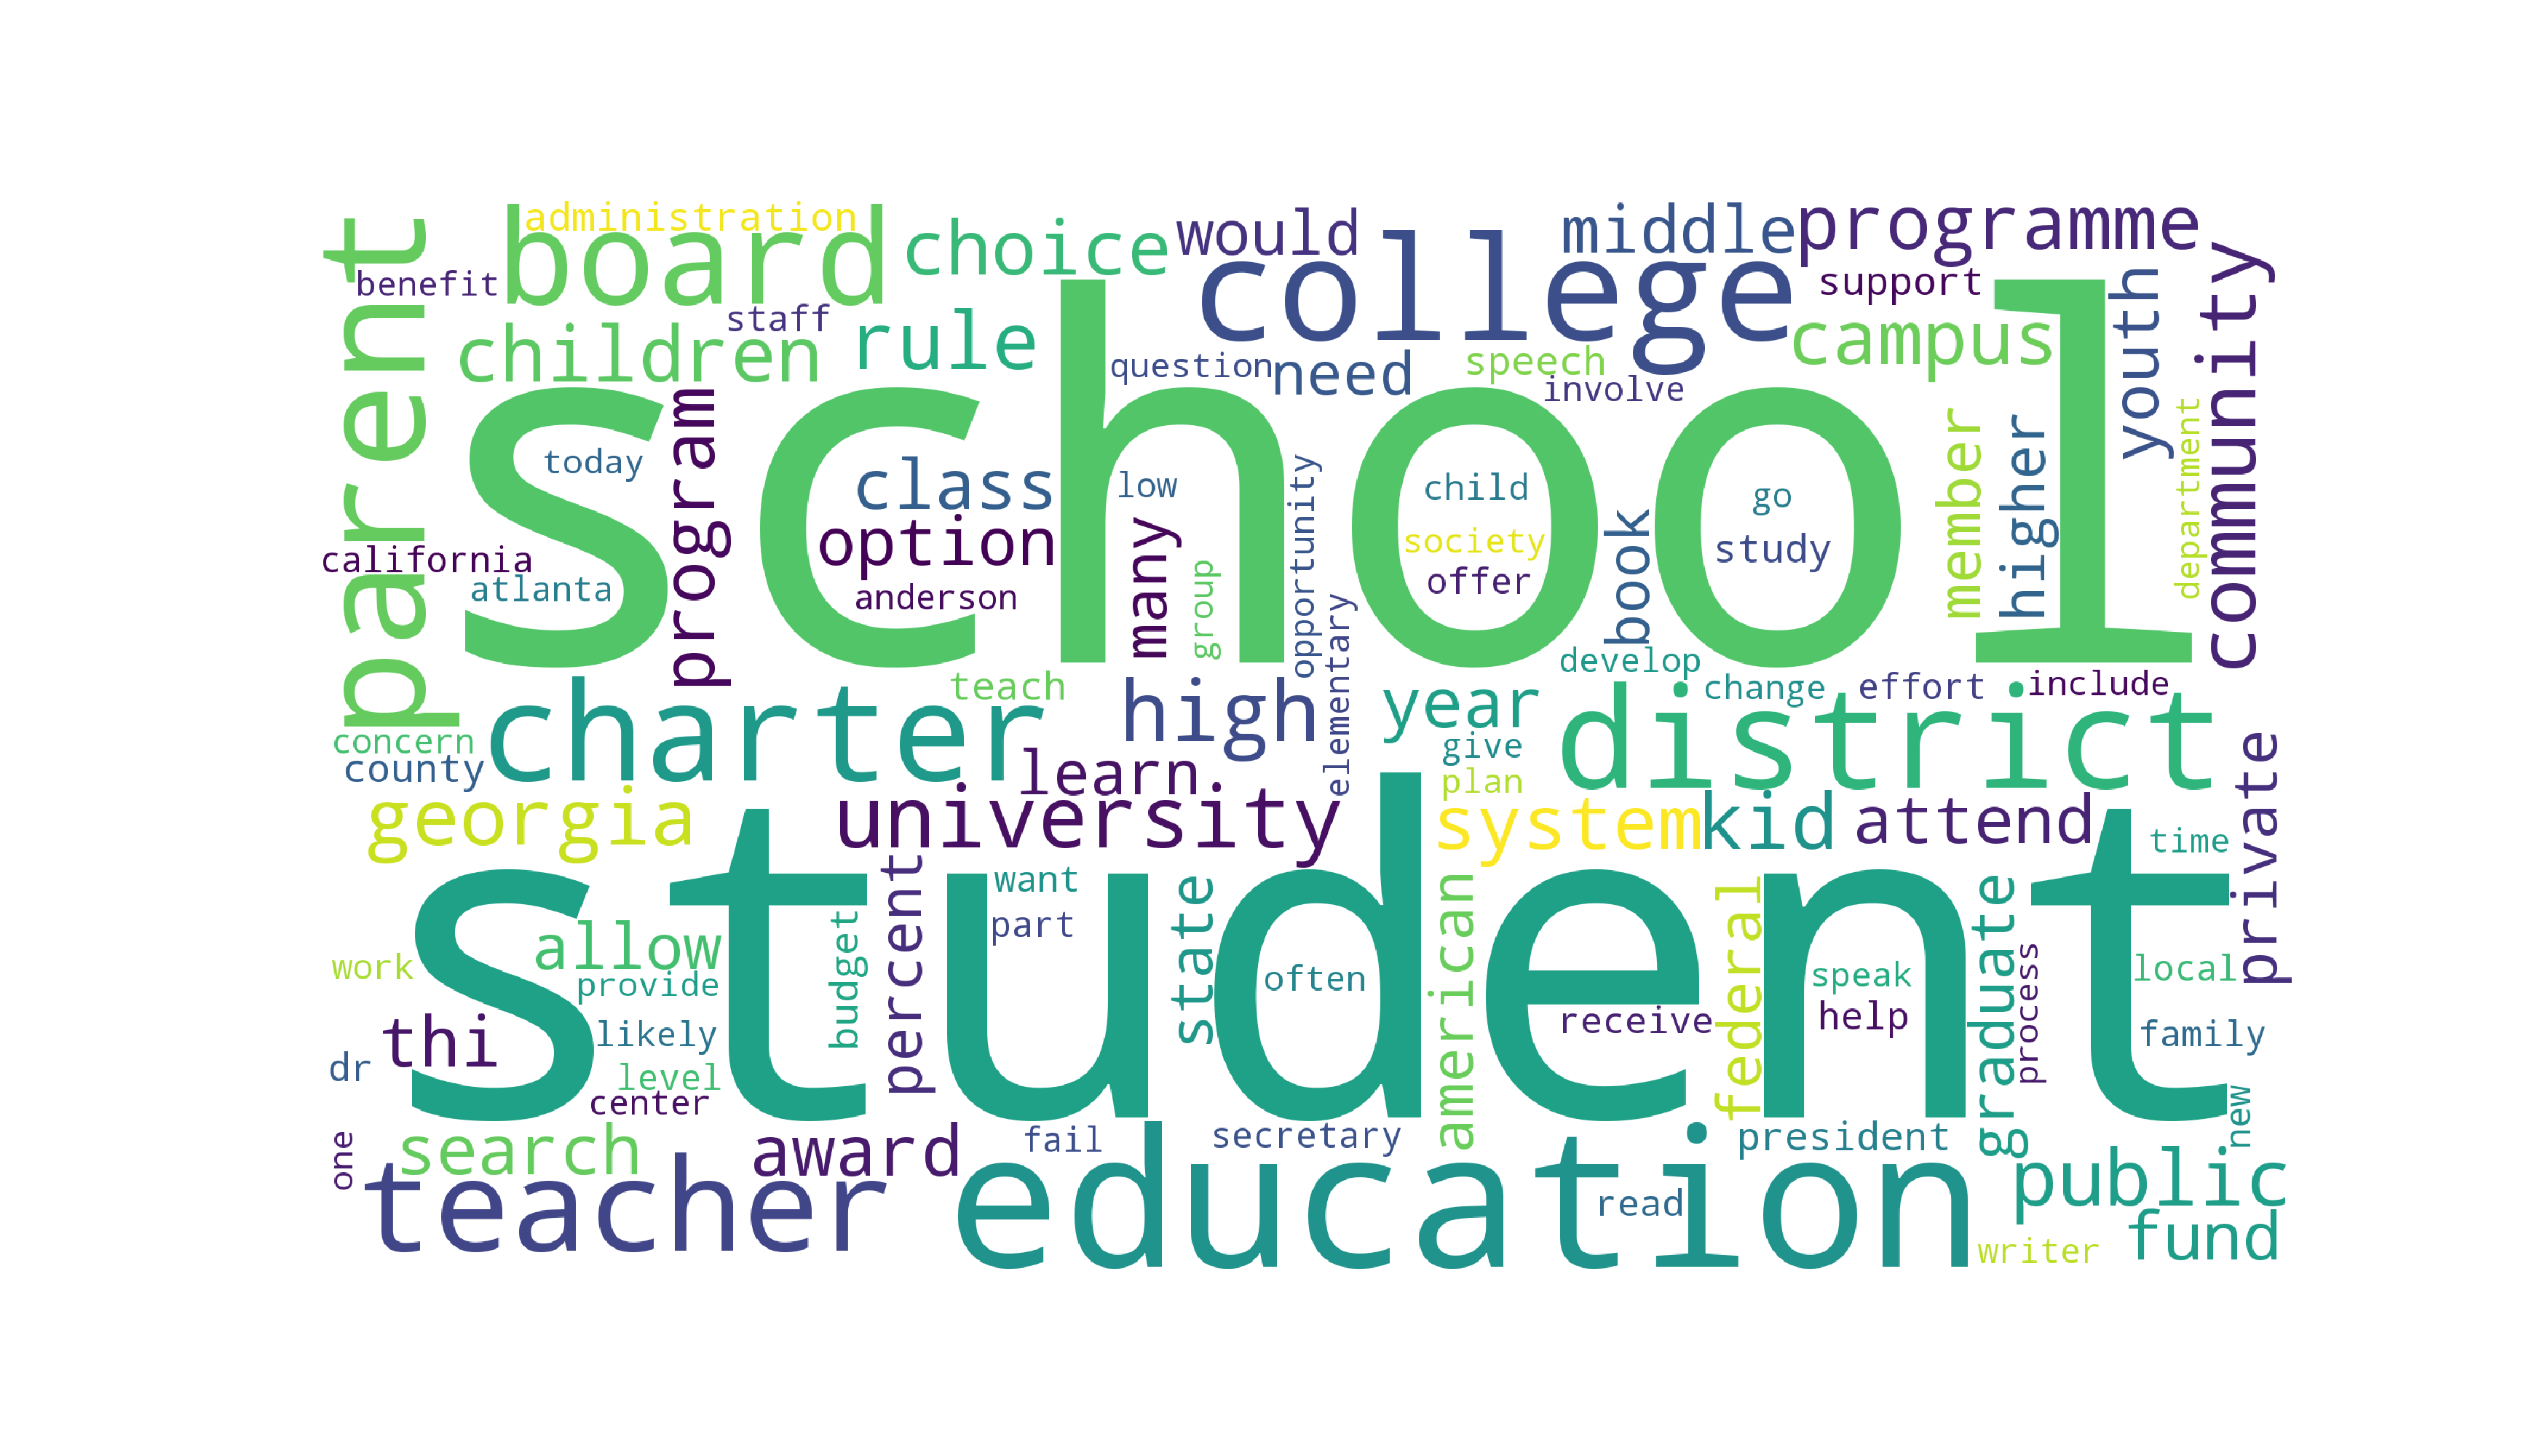 administration
board
choice
would
college
middle
programme
parent
benefit
staff
children
rule
question
need
speech
involve
support
campus
youth
community
school
today
program
class
low
option
many
anderson
group
opportunity
elementary
child
society
offer
book
go
study
member
higher
department
california
atlanta
teach
high
year
develop
change
effort
include
concern
county
charter
learn
give
plan
district
private
georgia
university
system
kid
attend
time
student
want
part
percent
budget
allow
provide
work
state
often
american
receive
federal
speak
help
graduate
process
local
family
new
thi
likely
dr
level
center
one
search
award
fail
secretary
president
public
teacher
education
read
writer
fund